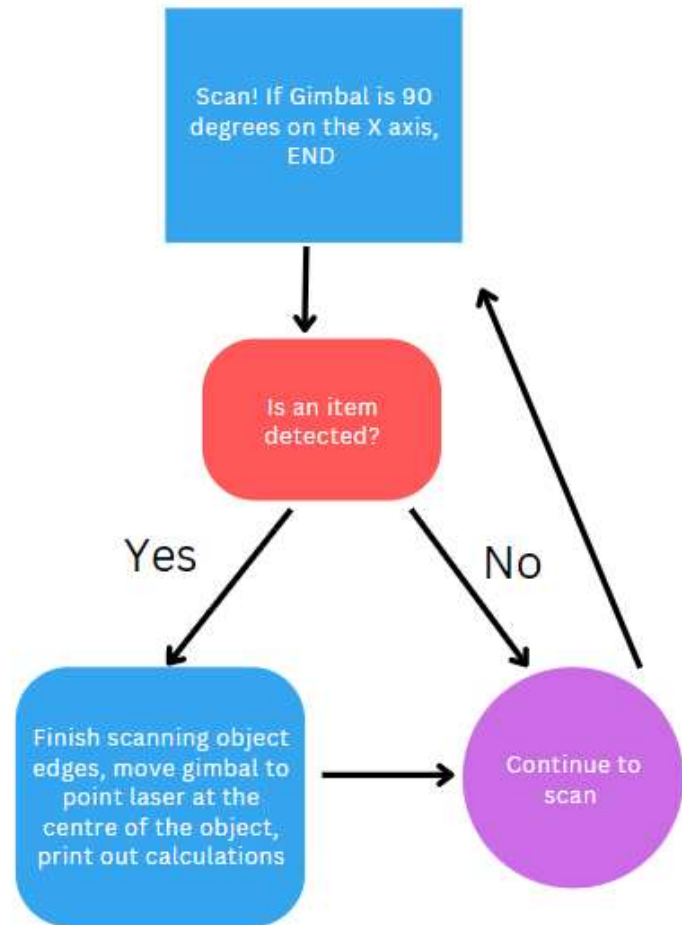 Scan! If Gimbal is 90
degrees on the X axis,
END
Is an item
detected?
Yes
No
Finish scanning object
edges, move gimbal to
point laser at the
centre of the object,
print out calculations
Continue to
scan